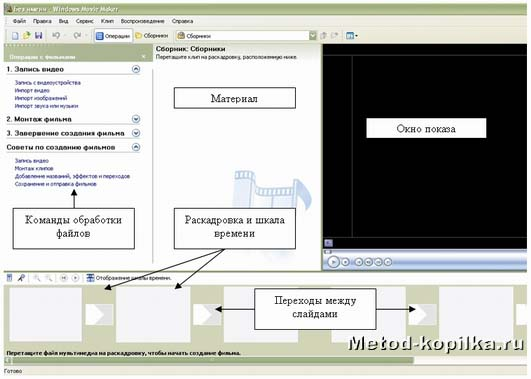 Без имени - Windows Movie Maker
Файл Правка Вид Сервис Клип Воспроизведение Справка
Операции Сборники Сборники
Операции с фильмами
Сборник: Сборники
Перетащите клип на раскадровку, расположенную ниже.
1. Запись видео
Запись с видеоустройства
Импорт видео
Импорт изображений
Импорт звука или музыки
2. Монтаж фильма
3. Завершение создания фильма
Советы по созданию фильмов
Запись видео
Монтаж клипов
Добавление названий, эффектов и переходов
Сохранение и отправка фильмов
Материал
Окно показа
Команды обработки
файлов
Раскадровка и шкала
времени
Отображение шкалы времени
Переходы между
слайдами
Перетащите файл мультимедиа на раскадровку, чтобы начать создание фильма.
Готово
Metod-kopilka.ru